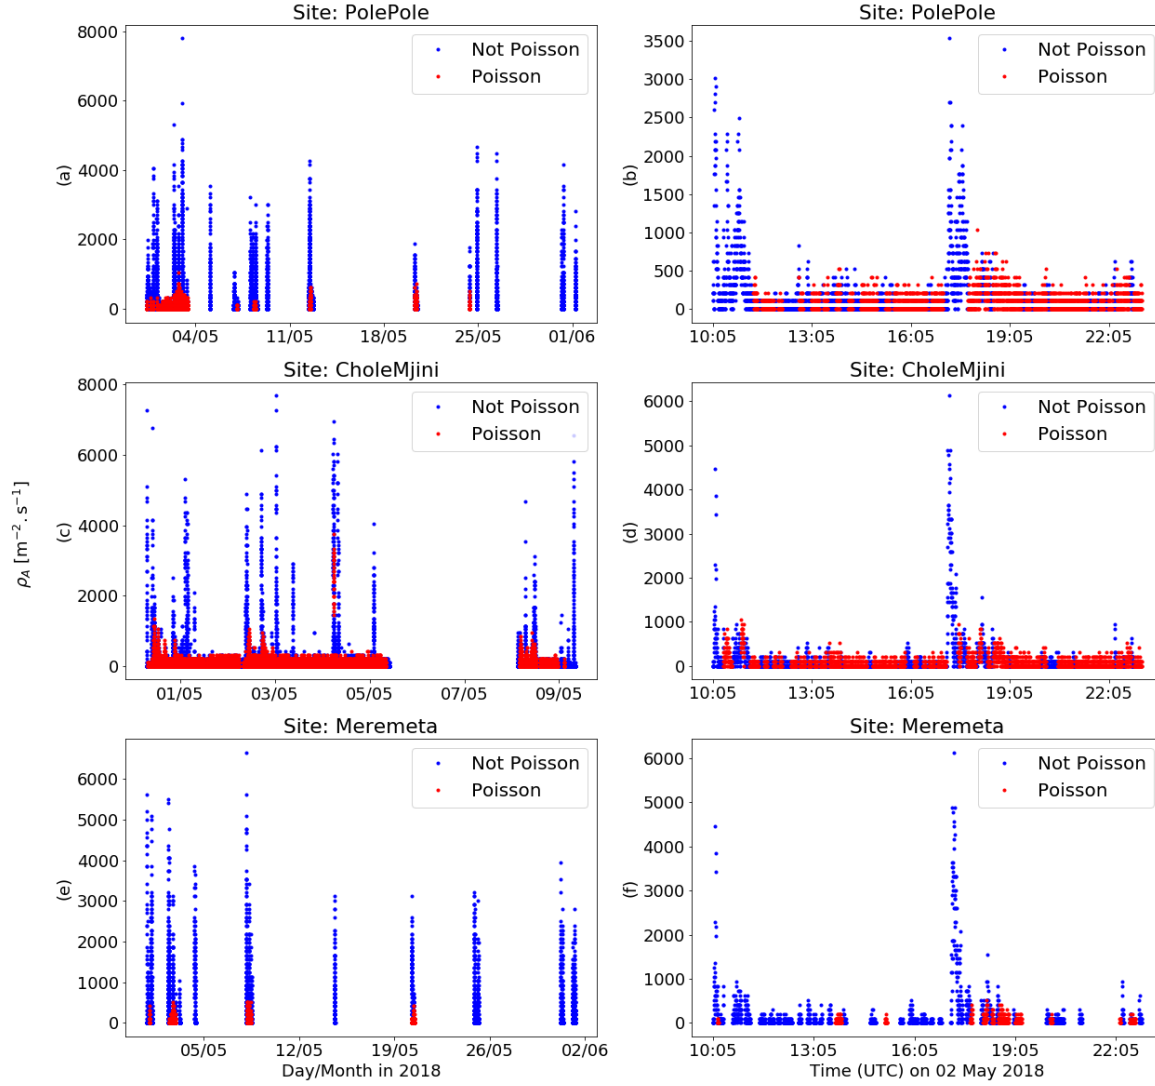 Site: PolePole
Site: PolePole
8000
6000
4000
2000
0
(a)
Not Poisson
Poisson
04/05
11/05
18/05
25/05
01/06
3500
3000
2500
2000
1500
1000
500
0
(b)
Not Poisson
Poisson
10:05
13:05
16:05
19:05
22:05
Site: CholeMjini
Site: CholeMjini
8000
6000
4000
2000
0
(c)
Not Poisson
Poisson
01/05
03/05
05/05
07/05
09/05
6000
5000
4000
3000
2000
1000
0
(d)
Not Poisson
Poisson
10:05
13:05
16:05
19:05
22:05
ρ_A [m⁻².s⁻¹]
Site: Meremeta
Site: Meremeta
6000
5000
4000
3000
2000
1000
0
(e)
Not Poisson
Poisson
05/05
12/05
19/05
26/05
02/06
Day/Month in 2018
6000
5000
4000
3000
2000
1000
0
(f)
Not Poisson
Poisson
10:05
13:05
16:05
19:05
22:05
Time (UTC) on 02 May 2018